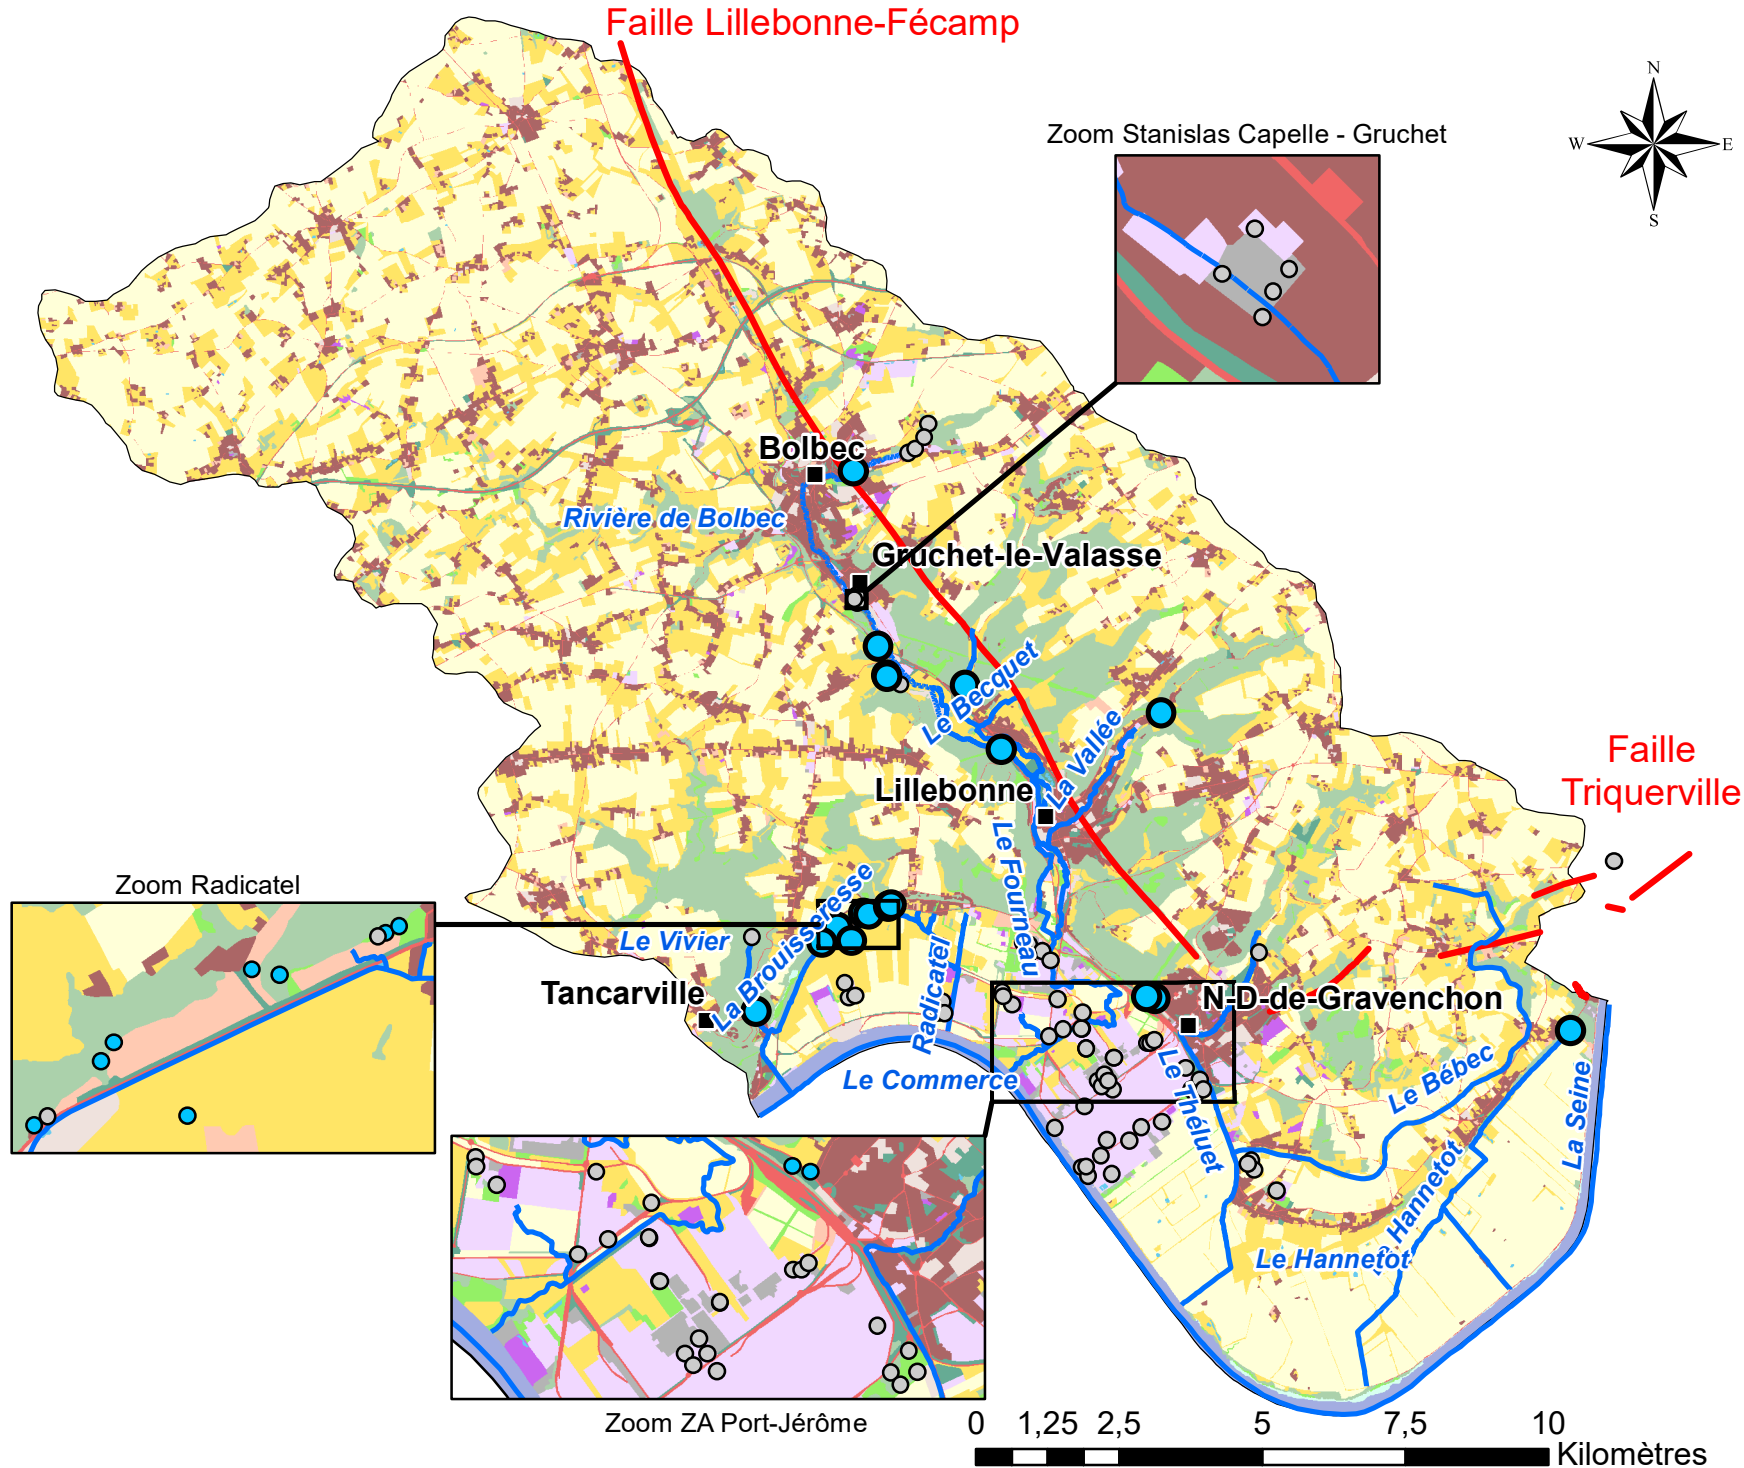 Faille Lillebonne-Fécamp
N
W
E
S
Zoom Stanislas Capelle - Gruchet
Bolbec
Rivière de Bolbec
Gruchet-le-Valasse
Le Becquet
La Vallée
Faille
Triquerville
Lillebonne
Le Fourneau
Zoom Radicatel
La Brouisseresse
Le Vivier
Radicatel
Tancarville
N-D-de-Gravenchon
Le Commerce
Le Théluet
Le Bébec
La Seine
Le Hannetot
Le Hannetot
Zoom ZA Port-Jérôme
0 1,25 2,5 5 7,5 10
Kilomètres